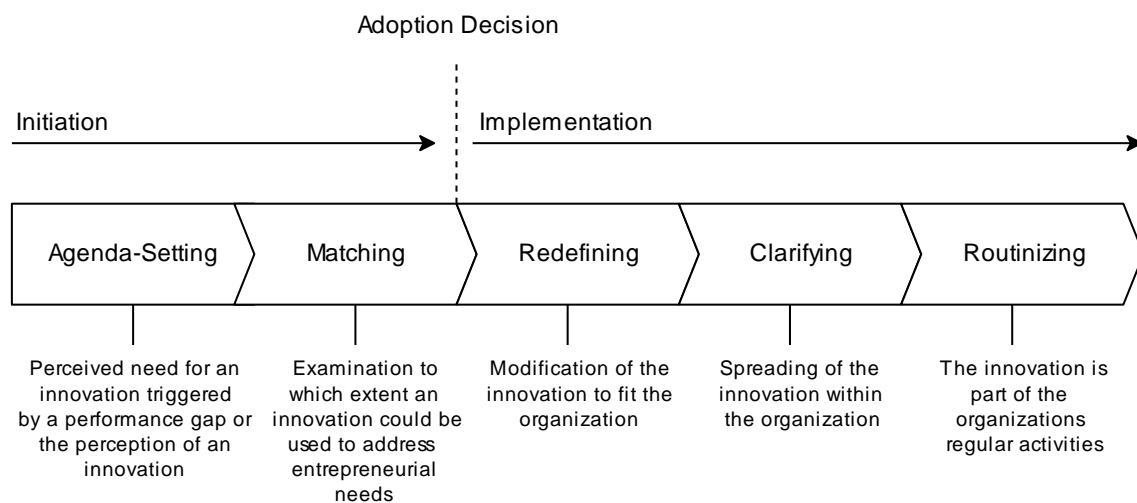 Adoption Decision
Initiation
Implementation
Agenda-Setting
Matching
Redefining
Clarifying
Routinizing
Perceived need for an
innovation triggered
by a performance gap or
the perception of an
innovation
Examination to
which extent an
innovation could be
used to address
entrepreneurial
needs
Modification of the
innovation to fit the
organization
Spreading of the
innovation within
the organization
The innovation is
part of the
organizations
regular activities